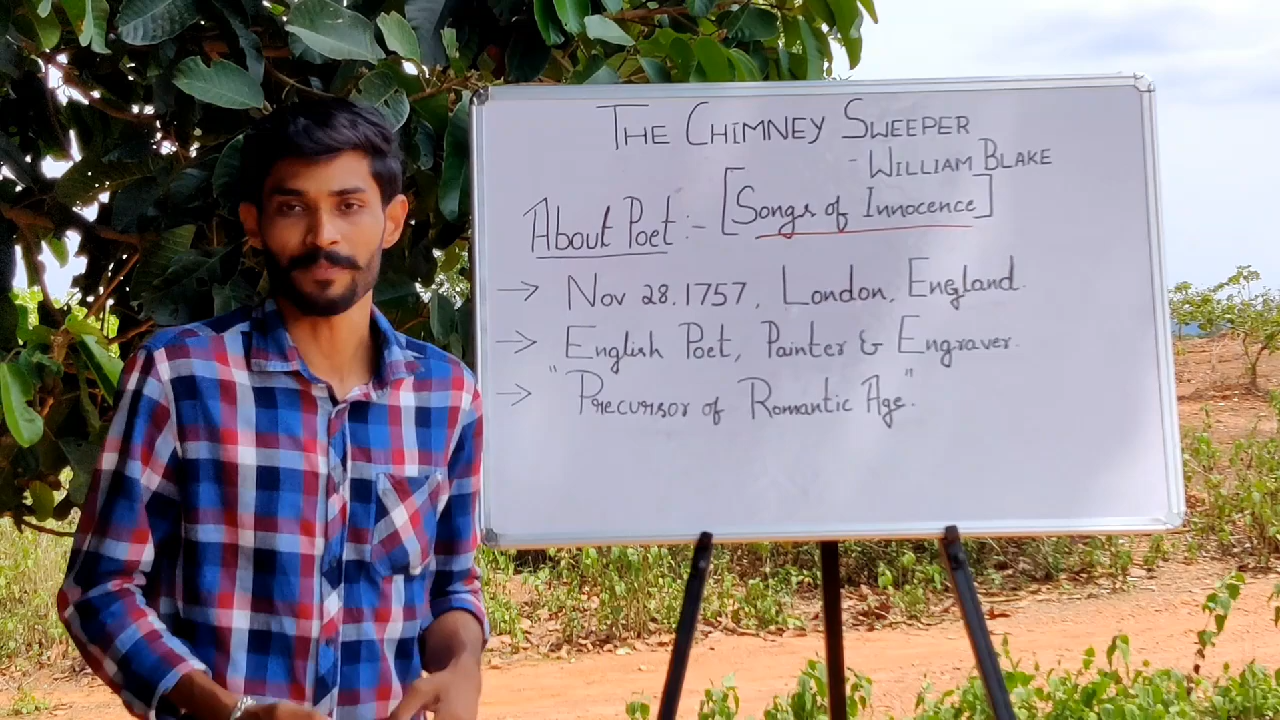 THE CHIMNEY SWEEPER
- WILLIAM BLAKE
[Songs of Innocence]
About Poet :-
→ Nov 28. 1757, London, England.
→ English Poet, Painter & Engraver.
→ "Precursor of Romantic Age".